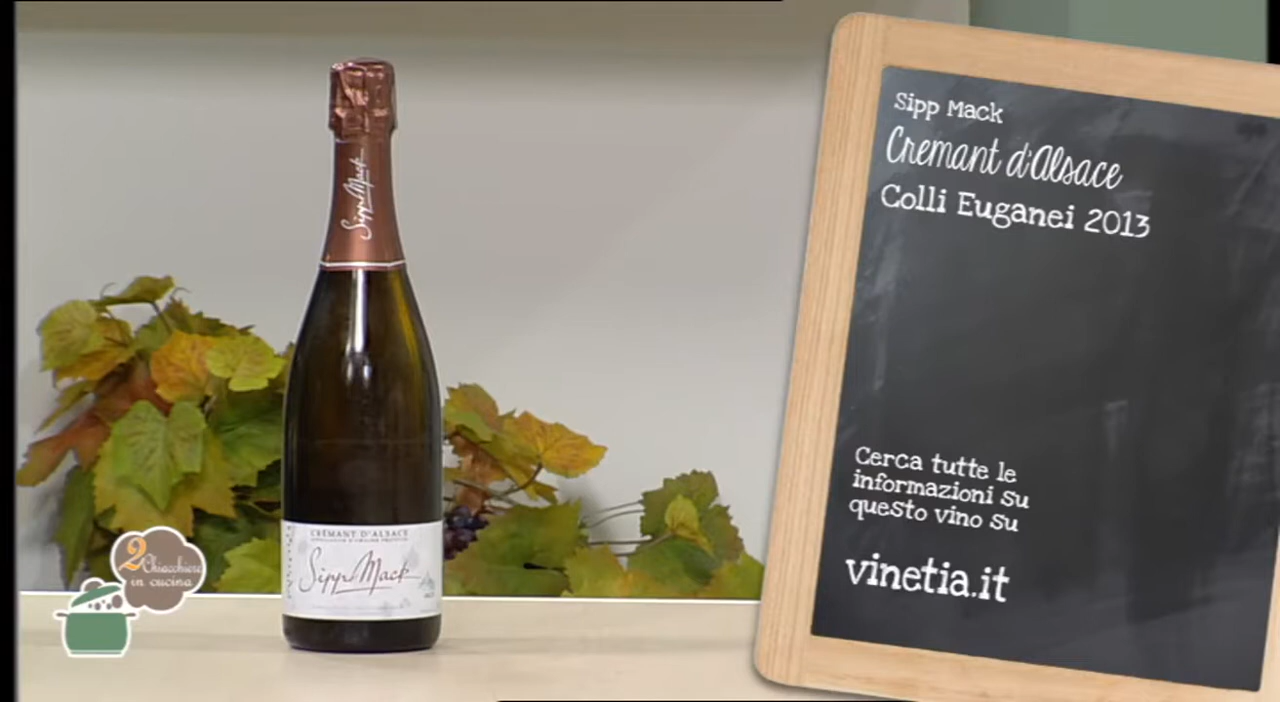 Sipp Mack
Cremant d'Alsace
Colli Euganei 2013
Cerca tutte le
informazioni su
questo vino su
vinetia.it
Sipp Mack
CRÉMANT D'ALSACE
Sipp Mack
2 Chiacchiere
in cucina